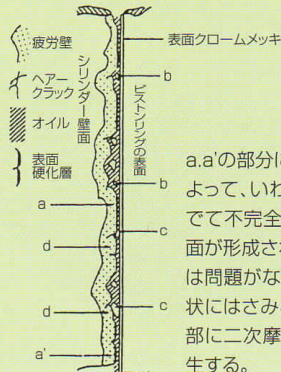 疲労壁
ヘアー
クラック
オイル
表面
硬化層
シリンダー壁面
ピストンリングの表面
表面クロームメッキ
b
b
a
c
d
c
d
a'
a.a'の部分に
よって、いわ
でて不完全
面が形成さ
は問題がな
状にはさみ
部に二次摩
生する。